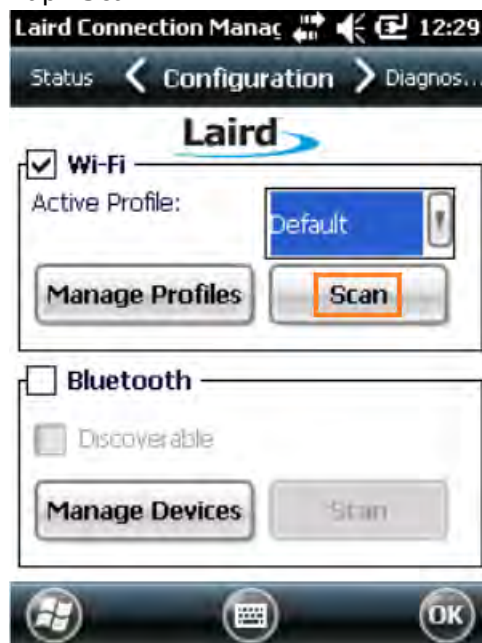 Laird Connection Manag 12:29
Status Configuration Diagnos...
Laird
Wi-Fi
Active Profile:
Default
Manage Profiles Scan
Bluetooth
Discoverable
Manage Devices Scan
OK